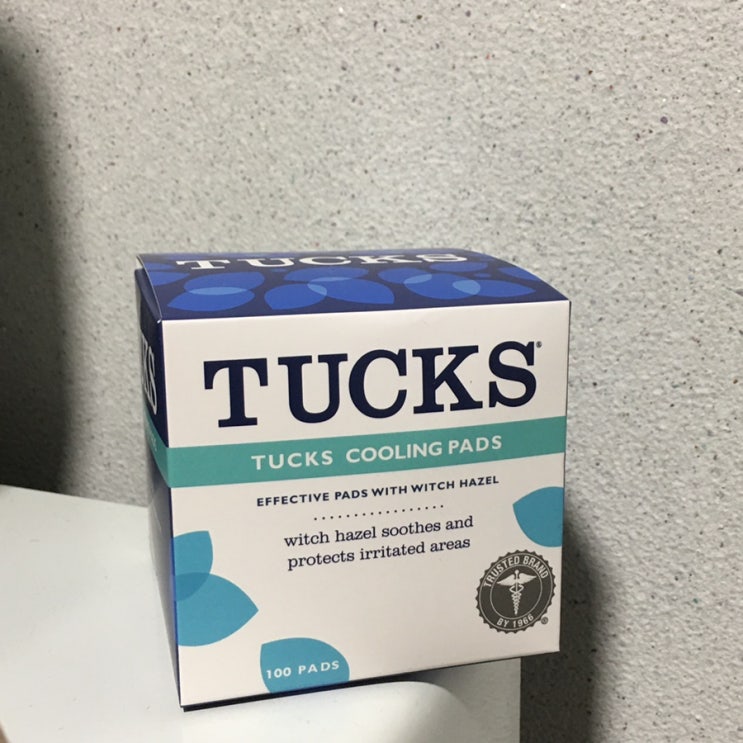 TUCKS
TUCKS®
TUCKS COOLING PADS
EFFECTIVE PADS WITH WITCH HAZEL
witch hazel soothes and
protects irritated areas
TRUSTED BRAND
BY 1966
100 PADS